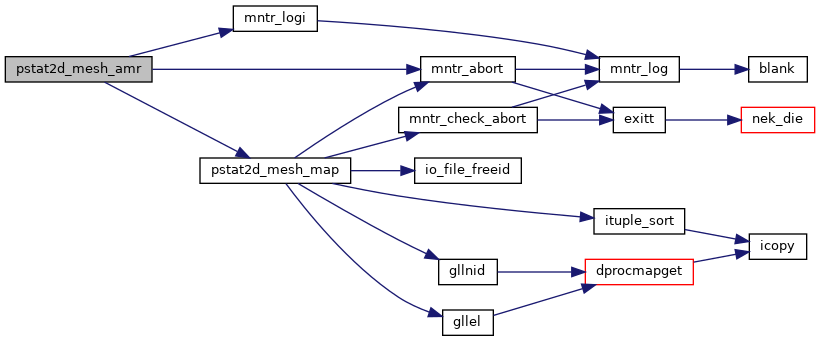 mntr_logi
pstat2d_mesh_amr
mntr_abort
mntr_log
blank
mntr_check_abort
exitt
nek_die
pstat2d_mesh_map
io_file_freeid
ituple_sort
icopy
gllnid
dprocmapget
gllel